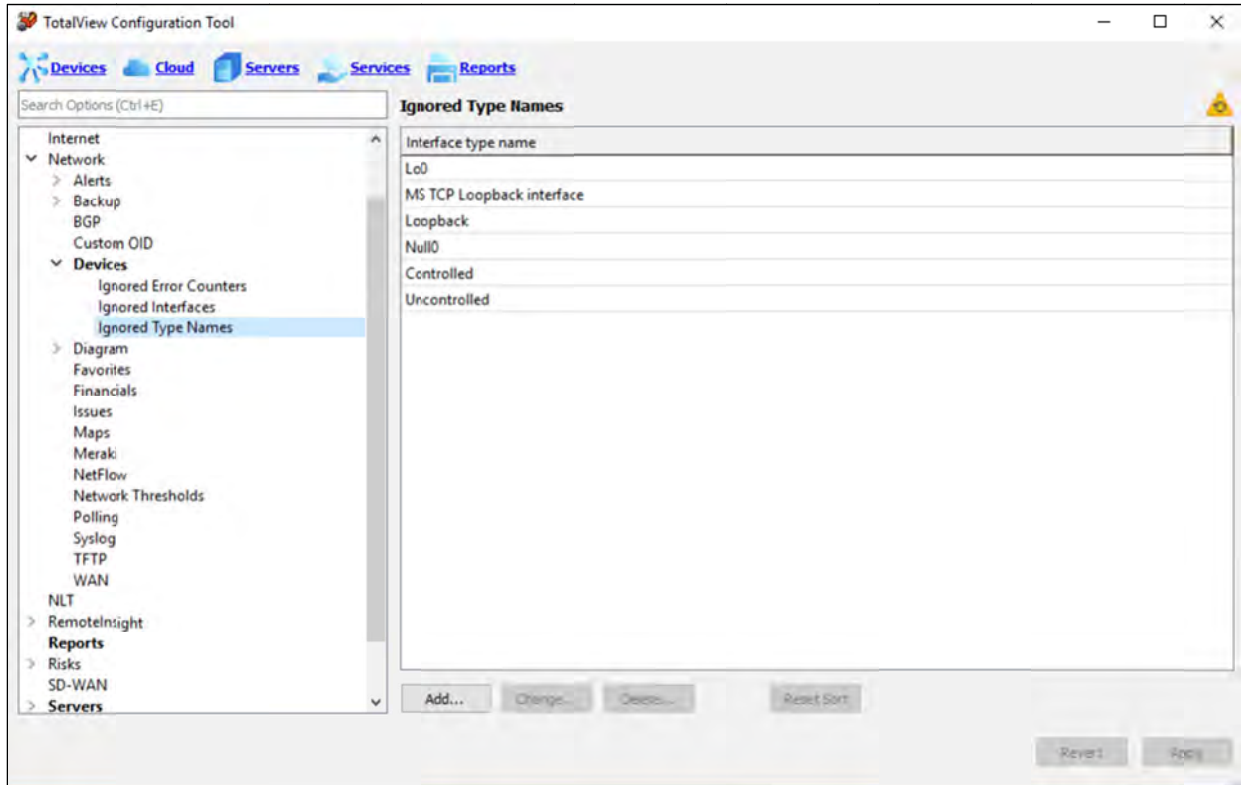 TotalView Configuration Tool
Devices Cloud Servers Services Reports
Search Options (Ctrl+E)
Internet
Network
Alerts
Backup
BGP
Custom OID
Devices
Ignored Error Counters
Ignored Interfaces
Ignored Type Names
Diagram
Favorites
Financials
Issues
Maps
Meraki
NetFlow
Network Thresholds
Polling
Syslog
TFTP
WAN
NLT
RemoteInsight
Reports
Risks
SD-WAN
Servers
Ignored Type Names
Interface type name
Lo0
MS TCP Loopback interface
Loopback
Null0
Controlled
Uncontrolled
Add... Change... Delete... Reset Sort
Revert Apply